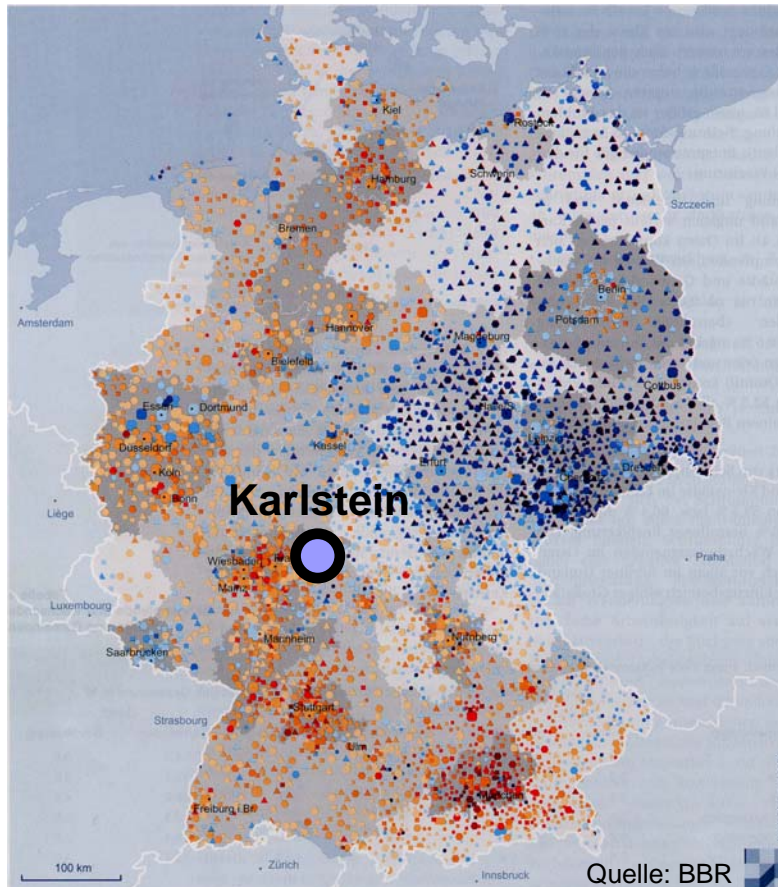 Kiel
Rostock
Hamburg
Schwerin
Szczecin
Bremen
Berlin
Amsterdam
Hannover
Potsdam
Magdeburg
Bielefeld
Cottbus
Essen
Dortmund
Halle/S.
Kassel
Leipzig
Düsseldorf
Erfurt
Dresden
Köln
Bonn
Liège
Karlstein
Wiesbaden
Praha
Mainz
Luxembourg
Mannheim
Nürnberg
Saarbrücken
Stuttgart
Strasbourg
Ulm
München
Freiburg i.Br.
100 km
Zürich
Innsbruck
Quelle: BBR